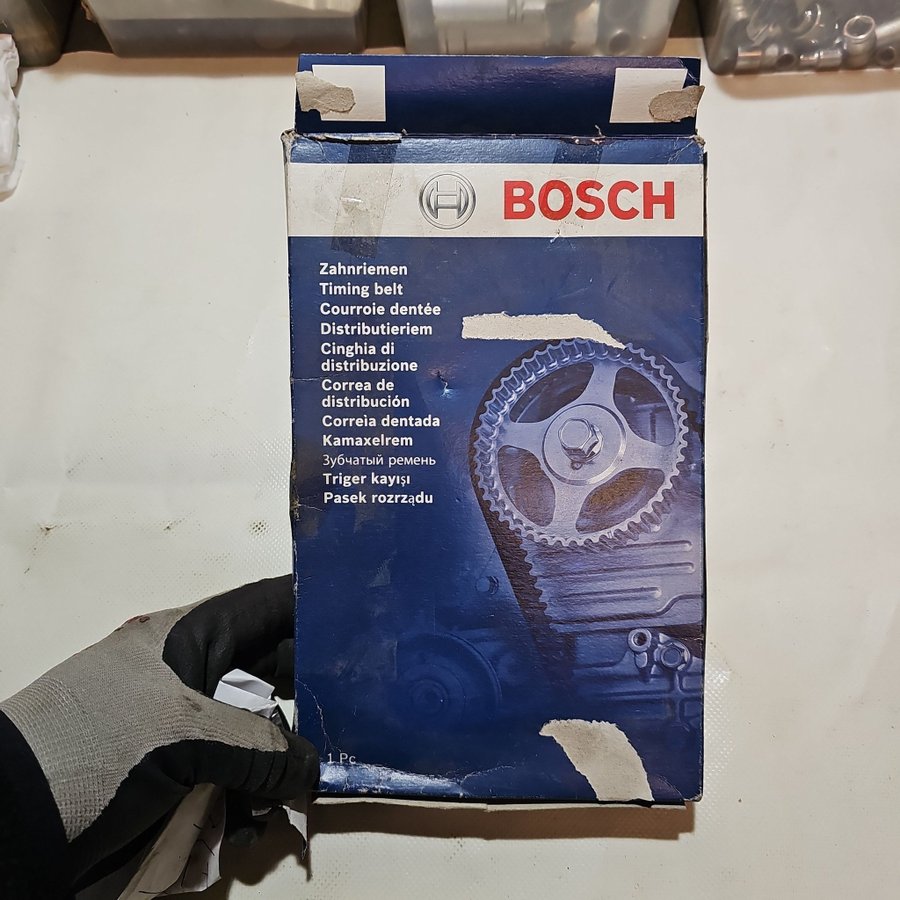 BOSCH
Zahnriemen
Timing belt
Courroie dentée
Distributieriem
Cinghia di
distribuzione
Correa de
distribución
Correia dentada
Kamaxelrem
Зубчатый ремень
Triger kayışı
Pasek rozrządu
1 Pc